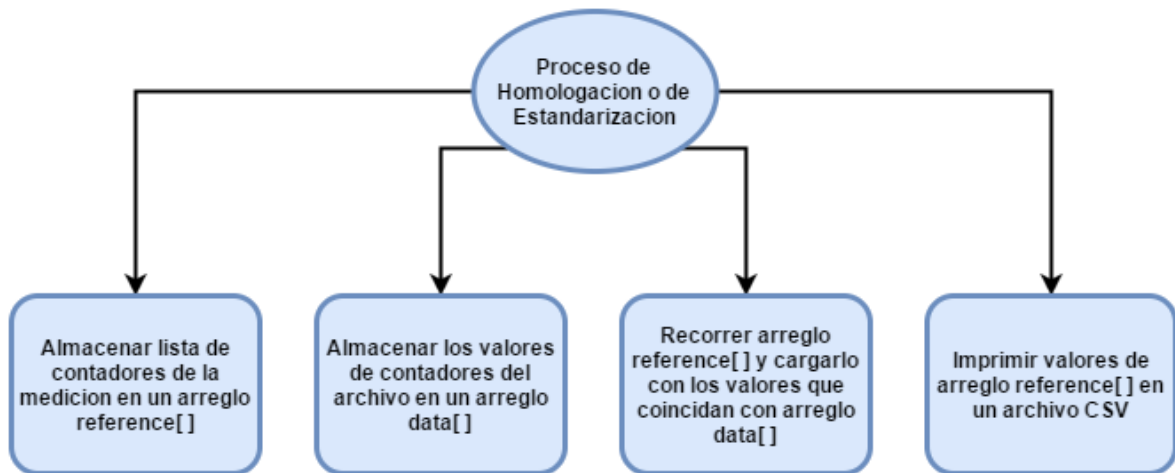 Proceso de
Homologacion o de
Estandarizacion
Almacenar lista de
contadores de la
medicion en un arreglo
reference[ ]
Almacenar los valores
de contadores del
archivo en un arreglo
data[ ]
Recorrer arreglo
reference[ ] y cargarlo
con los valores que
coincidan con arreglo
data[ ]
Imprimir valores de
arreglo reference[ ] en
un archivo CSV